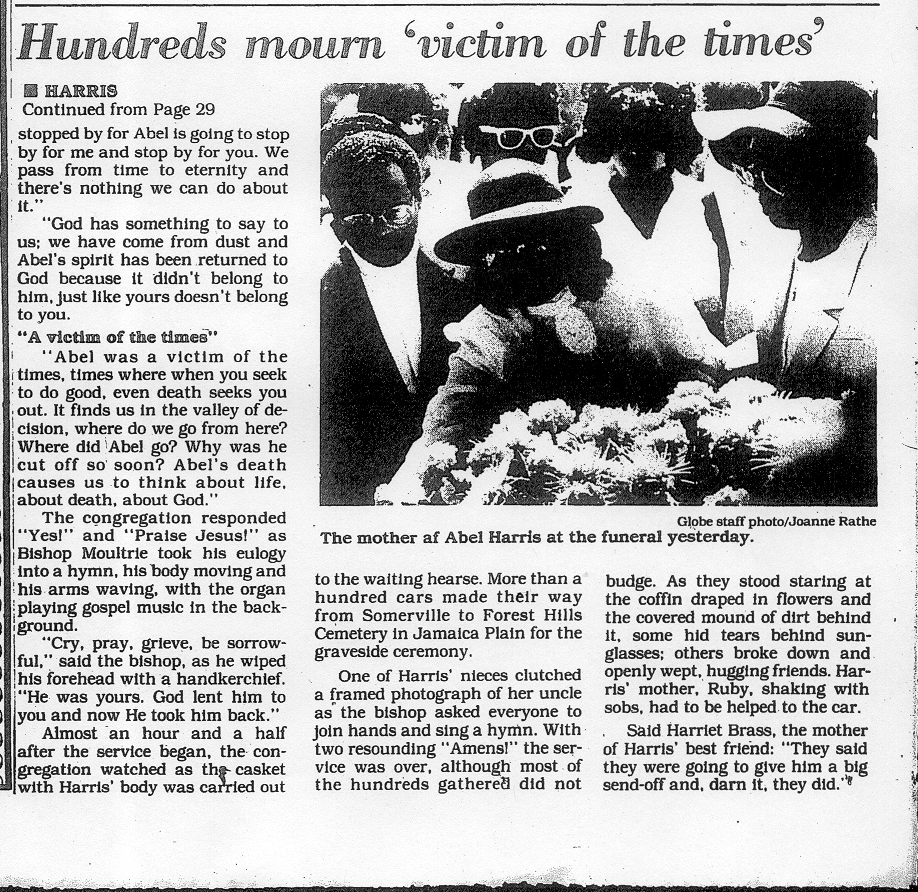 Hundreds mourn 'victim of the times'
■ HARRIS
Continued from Page 29
stopped by for Abel is going to stop
by for me and stop by for you. We
pass from time to eternity and
there's nothing we can do about
it."
"God has something to say to
us; we have come from dust and
Abel's spirit has been returned to
God because it didn't belong to
him, just like yours doesn't belong
to you.
"A victim of the times"
"Abel was a victim of the
times, times where when you seek
to do good, even death seeks you
out. It finds us in the valley of de-
cision, where do we go from here?
Where did Abel go? Why was he
cut off so soon? Abel's death
causes us to think about life,
about death, about God."
The congregation responded
"Yes!" and "Praise Jesus!" as
Bishop Moultrie took his eulogy
into a hymn, his body moving and
his arms waving, with the organ
playing gospel music in the back-
ground.
"Cry, pray, grieve, be sorrow-
ful," said the bishop, as he wiped
his forehead with a handkerchief.
"He was yours. God lent him to
you and now He took him back."
Almost an hour and a half
after the service began, the con-
gregation watched as the casket
with Harris' body was carried out
Globe staff photo/Joanne Rathe
The mother af Abel Harris at the funeral yesterday.
to the waiting hearse. More than a
hundred cars made their way
from Somerville to Forest Hills
Cemetery in Jamaica Plain for the
graveside ceremony.
One of Harris' nieces clutched
a framed photograph of her uncle
as the bishop asked everyone to
join hands and sing a hymn. With
two resounding "Amens!" the ser-
vice was over, although most of
the hundreds gathered did not
budge. As they stood staring at
the coffin draped in flowers and
the covered mound of dirt behind
it, some hid tears behind sun-
glasses; others broke down and
openly wept, hugging friends. Har-
ris' mother, Ruby, shaking with
sobs, had to be helped to the car.
Said Harriet Brass, the mother
of Harris' best friend: "They said
they were going to give him a big
send-off and, darn it, they did."